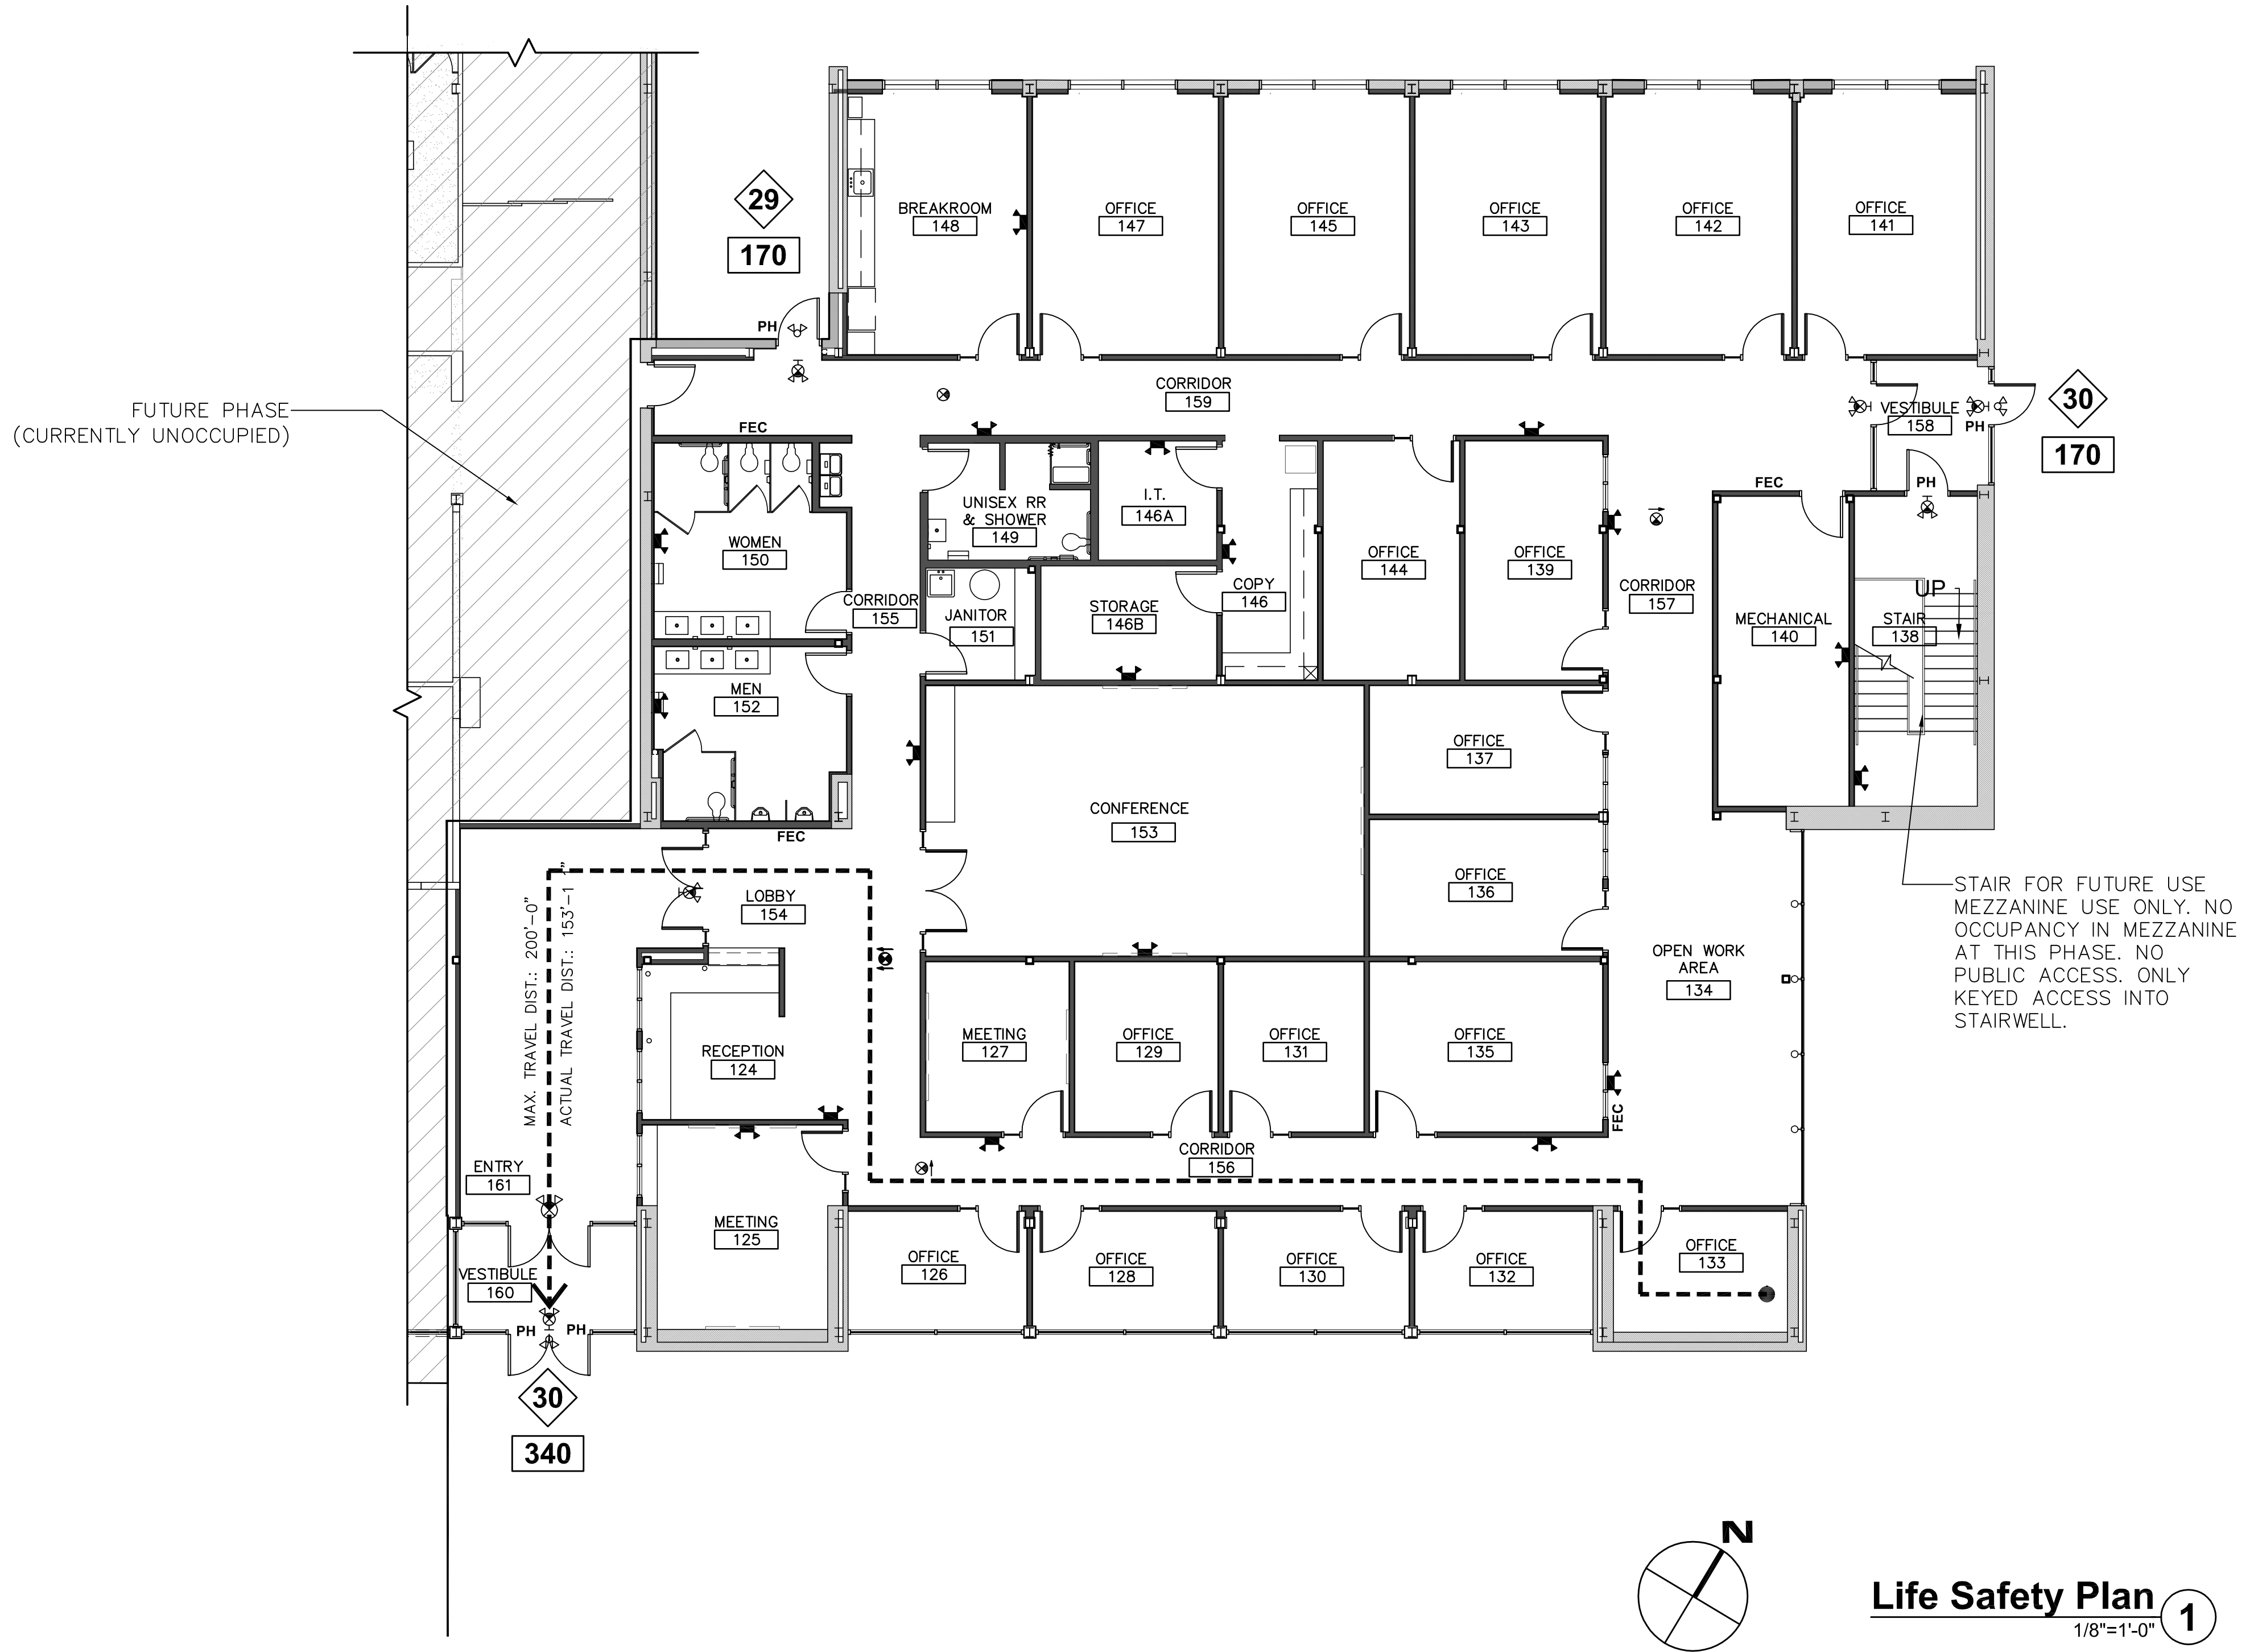 29
170
BREAKROOM
148
OFFICE
147
OFFICE
145
OFFICE
143
OFFICE
142
OFFICE
141
PH
FUTURE PHASE
(CURRENTLY UNOCCUPIED)
CORRIDOR
159
FEC
VESTIBULE
158
PH
30
170
FEC
PH
UNISEX RR
& SHOWER
149
I.T.
146A
WOMEN
150
OFFICE
144
OFFICE
139
CORRIDOR
155
JANITOR
151
STORAGE
146B
COPY
146
CORRIDOR
157
MECHANICAL
140
UP
STAIR
138
MEN
152
OFFICE
137
CONFERENCE
153
FEC
LOBBY
154
OFFICE
136
STAIR FOR FUTURE USE
MEZZANINE USE ONLY. NO
OCCUPANCY IN MEZZANINE
AT THIS PHASE. NO
PUBLIC ACCESS. ONLY
KEYED ACCESS INTO
STAIRWELL.
OPEN WORK
AREA
134
MAX. TRAVEL DIST.: 200'-0"
ACTUAL TRAVEL DIST.: 153'-1
RECEPTION
124
MEETING
127
OFFICE
129
OFFICE
131
OFFICE
135
FEC
ENTRY
161
CORRIDOR
156
MEETING
125
OFFICE
126
OFFICE
128
OFFICE
130
OFFICE
132
OFFICE
133
VESTIBULE
160
PH
PH
30
340
N
Life Safety Plan
1/8"=1'-0"
1